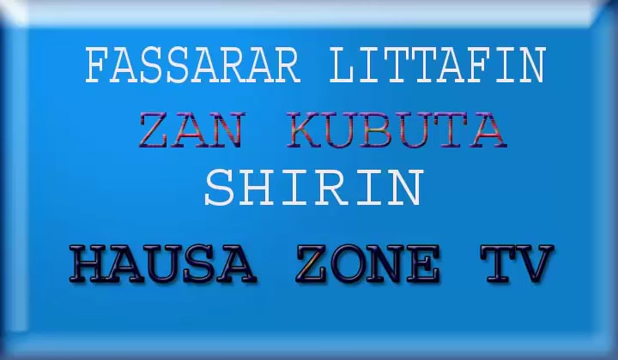 FASSARAR LITTAFIN
ZAN KUBUTA
SHIRIN
HAUSA ZONE TV